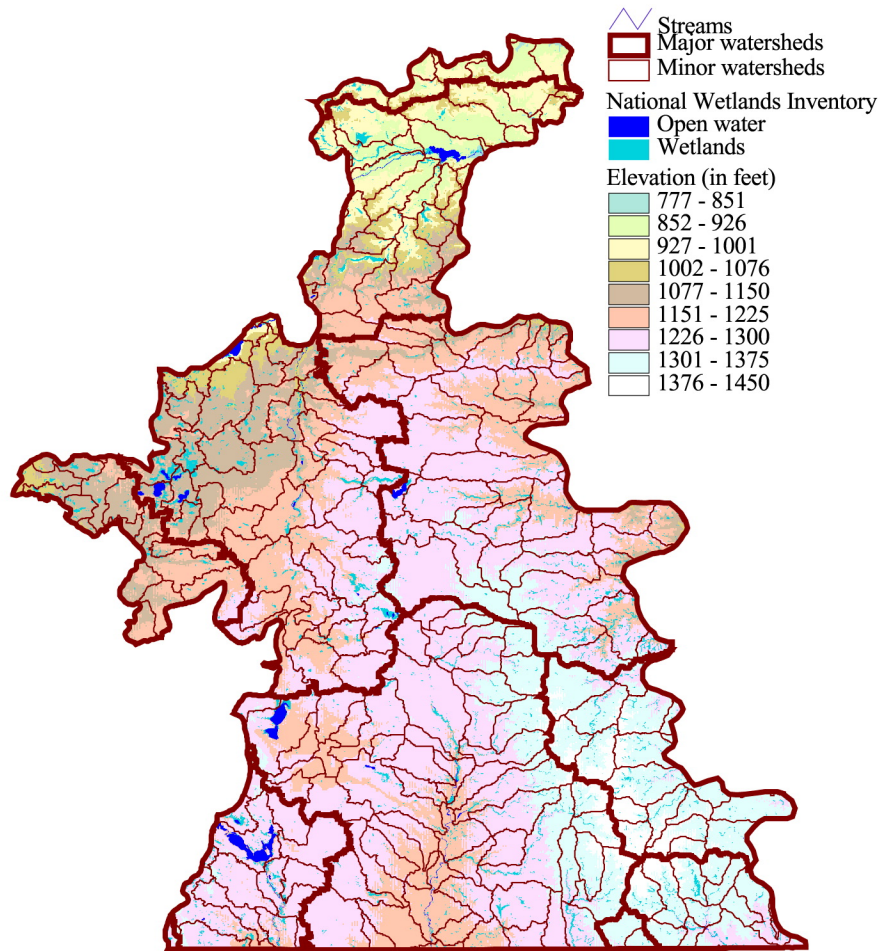 Streams
Major watersheds
Minor watersheds
National Wetlands Inventory
Open water
Wetlands
Elevation (in feet)
777 - 851
852 - 926
927 - 1001
1002 - 1076
1077 - 1150
1151 - 1225
1226 - 1300
1301 - 1375
1376 - 1450